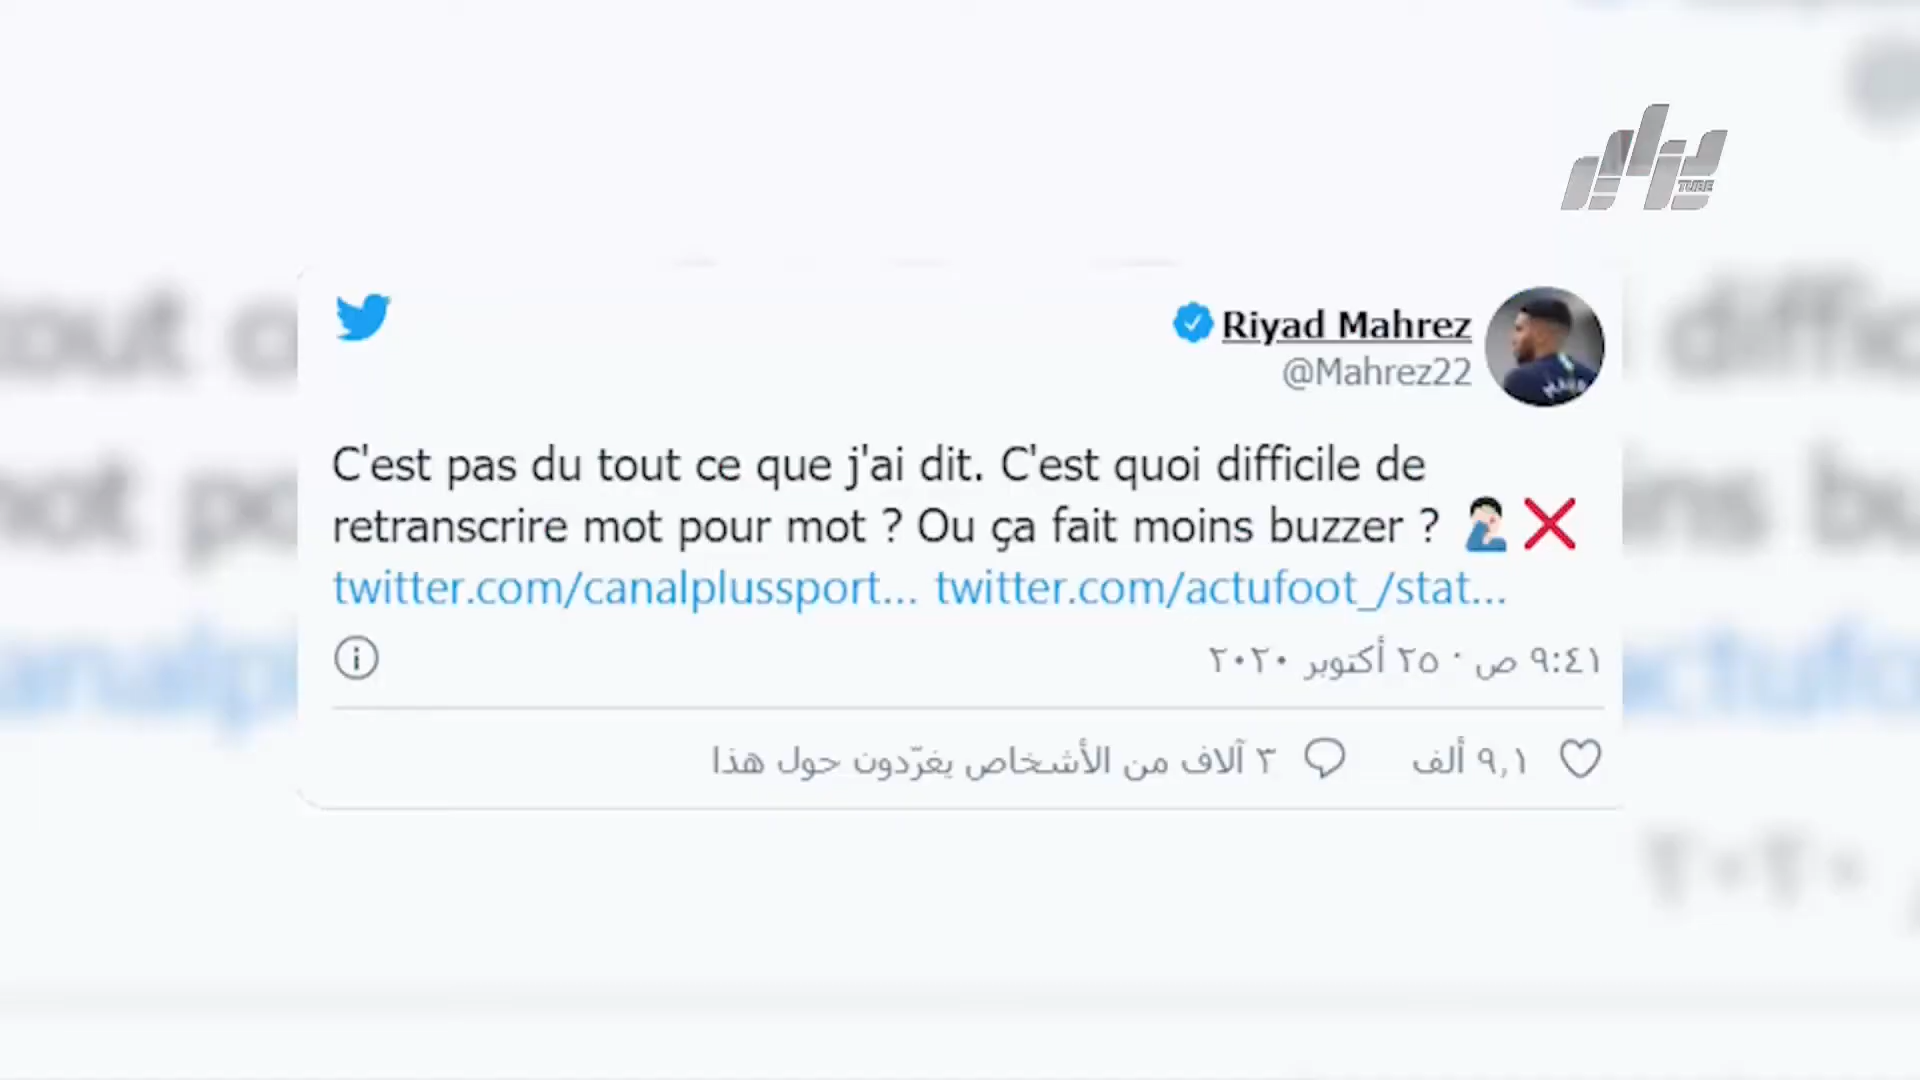 TUBE
Riyad Mahrez
@Mahrez22
C'est pas du tout ce que j'ai dit. C'est quoi difficile de
retranscrire mot pour mot ? Ou ça fait moins buzzer ? 🤦🏻‍♂️❌
twitter.com/canalplussport... twitter.com/actufoot_/stat...
٩:٤١ ص · ٢٥ أكتوبر ٢٠٢٠
٩,١ ألف ٣ آلاف من الأشخاص يغرّدون حول هذا